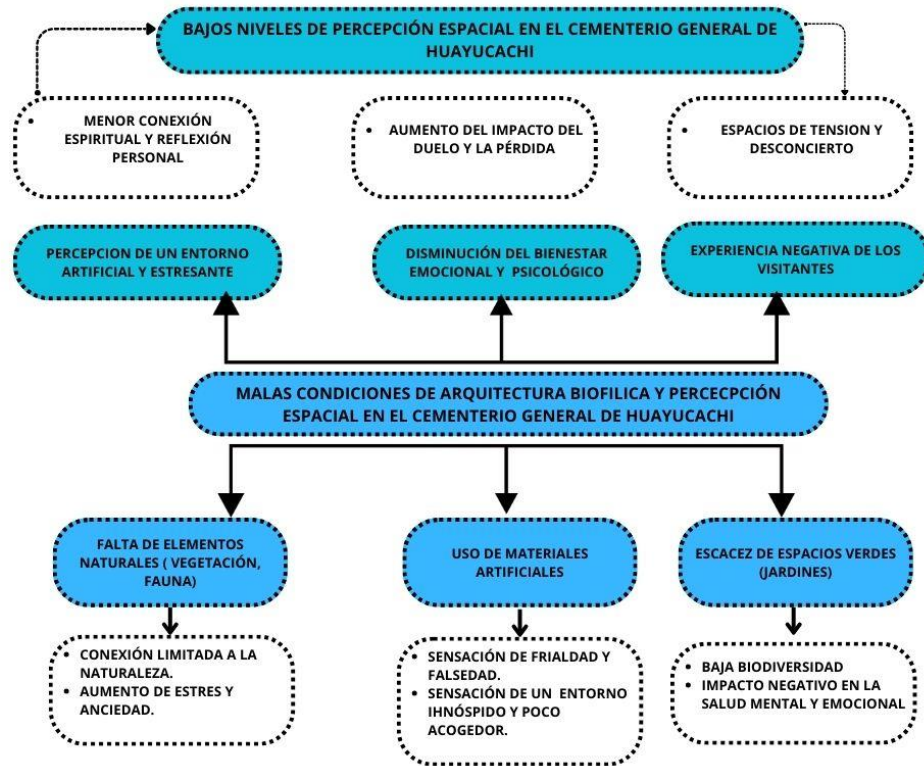 BAJOS NIVELES DE PERCEPCIÓN ESPACIAL EN EL CEMENTERIO GENERAL DE
HUAYUCACHI
• MENOR CONEXIÓN
ESPIRITUAL Y REFLEXIÓN
PERSONAL
• AUMENTO DEL IMPACTO DEL
DUELO Y LA PÉRDIDA
• ESPACIOS DE TENSION Y
DESCONCIERTO
PERCEPCION DE UN ENTORNO
ARTIFICIAL Y ESTRESANTE
DISMINUCIÓN DEL BIENESTAR
EMOCIONAL Y PSICOLÓGICO
EXPERIENCIA NEGATIVA DE LOS
VISITANTES
MALAS CONDICIONES DE ARQUITECTURA BIOFILICA Y PERCECPCIÓN
ESPACIAL EN EL CEMENTERIO GENERAL DE HUAYUCACHI
FALTA DE ELEMENTOS
NATURALES ( VEGETACIÓN,
FAUNA)
USO DE MATERIALES
ARTIFICIALES
ESCACEZ DE ESPACIOS VERDES
(JARDINES)
• CONEXIÓN LIMITADA A LA
NATURALEZA.
• AUMENTO DE ESTRES Y
ANCIEDAD.
• SENSACIÓN DE FRIALDAD Y
FALSEDAD.
• SENSACIÓN DE UN ENTORNO
IHNÓSPIDO Y POCO
ACOGEDOR.
• BAJA BIODIVERSIDAD
• IMPACTO NEGATIVO EN LA
SALUD MENTAL Y EMOCIONAL